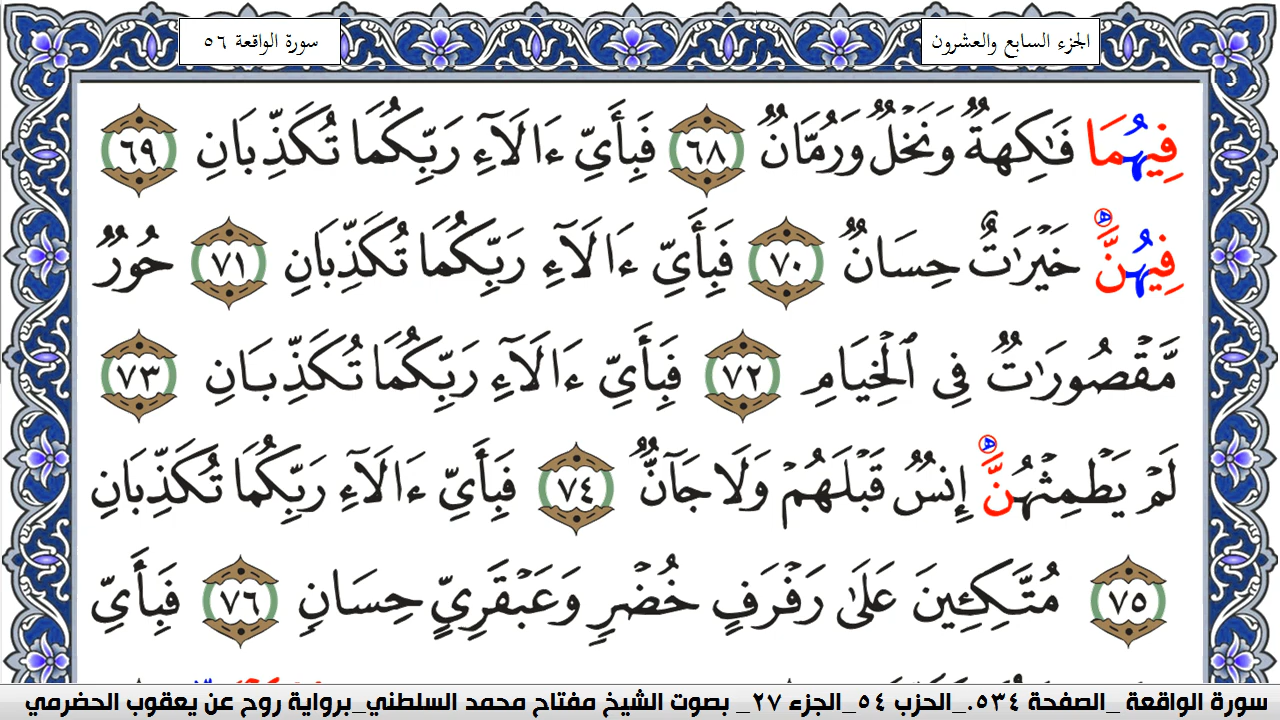 الجزء السابع والعشرون
سورة الواقعة ٥٦
فِيهُمَا فَٰكِهَةٌ وَنَخْلٌ وَرُمَّانٌ ٦٨ فَبِأَيِّ ءَالَآءِ رَبِّكُمَا تُكَذِّبَانِ ٦٩
فِيهُنَّ خَيْرَٰتٌ حِسَانٌ ٧٠ فَبِأَيِّ ءَالَآءِ رَبِّكُمَا تُكَذِّبَانِ ٧١ حُورٌ
مَّقْصُورَٰتٌ فِي ٱلْخِيَامِ ٧٢ فَبِأَيِّ ءَالَآءِ رَبِّكُمَا تُكَذِّبَانِ ٧٣
لَمْ يَطْمِثْهُنَّ إِنسٌ قَبْلَهُمْ وَلَا جَآنٌّ ٧٤ فَبِأَيِّ ءَالَآءِ رَبِّكُمَا تُكَذِّبَانِ
٧٥ مُتَّكِـِٔينَ عَلَىٰ رَفْرَفٍ خُضْرٍ وَعَبْقَرِيٍّ حِسَانٍ ٧٦ فَبِأَيِّ
سورة الواقعة _الصفحة ٥٣٤._الحزب ٥٤_الجزء ٢٧_ بصوت الشيخ مفتاح محمد السلطني_برواية روح عن يعقوب الحضرمي